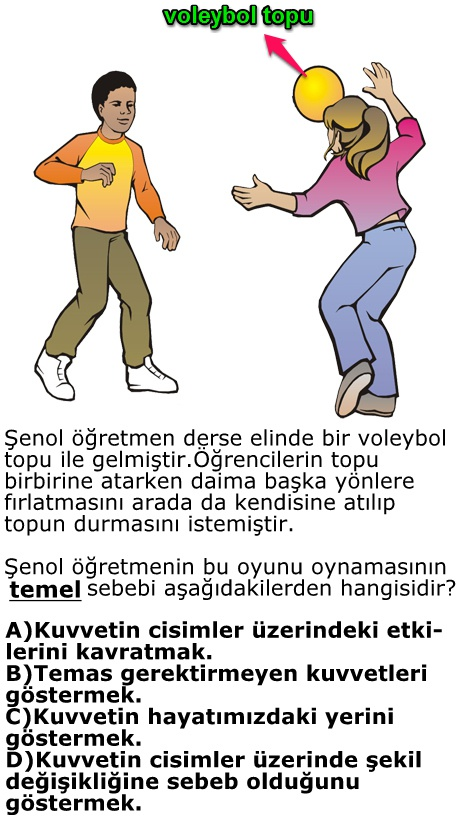 voleybol topu
Şenol öğretmen derse elinde bir voleybol
topu ile gelmiştir.Öğrencilerin topu
birbirine atarken daima başka yönlere
fırlatmasını arada da kendisine atılıp
topun durmasını istemiştir.
Şenol öğretmenin bu oyunu oynamasının
temel sebebi aşağıdakilerden hangisidir?
A)Kuvvetin cisimler üzerindeki etki-
lerini kavratmak.
B)Temas gerektirmeyen kuvvetleri
göstermek.
C)Kuvvetin hayatımızdaki yerini
göstermek.
D)Kuvvetin cisimler üzerinde şekil
değişikliğine sebeb olduğunu
göstermek.